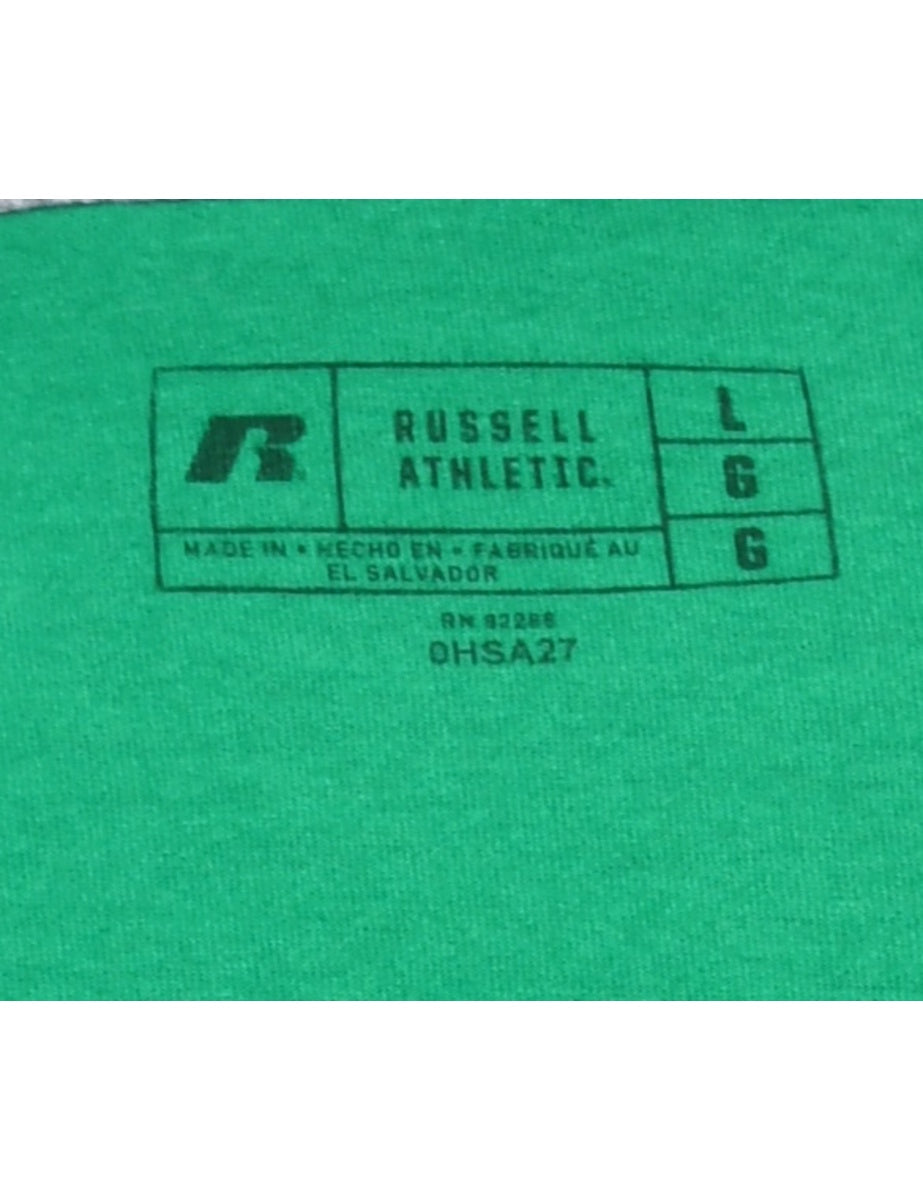 R
RUSSELL
ATHLETIC
L
G
G
MADE IN • HECHO EN • FABRIQUÉ AU
EL SALVADOR
RN
0HSA27